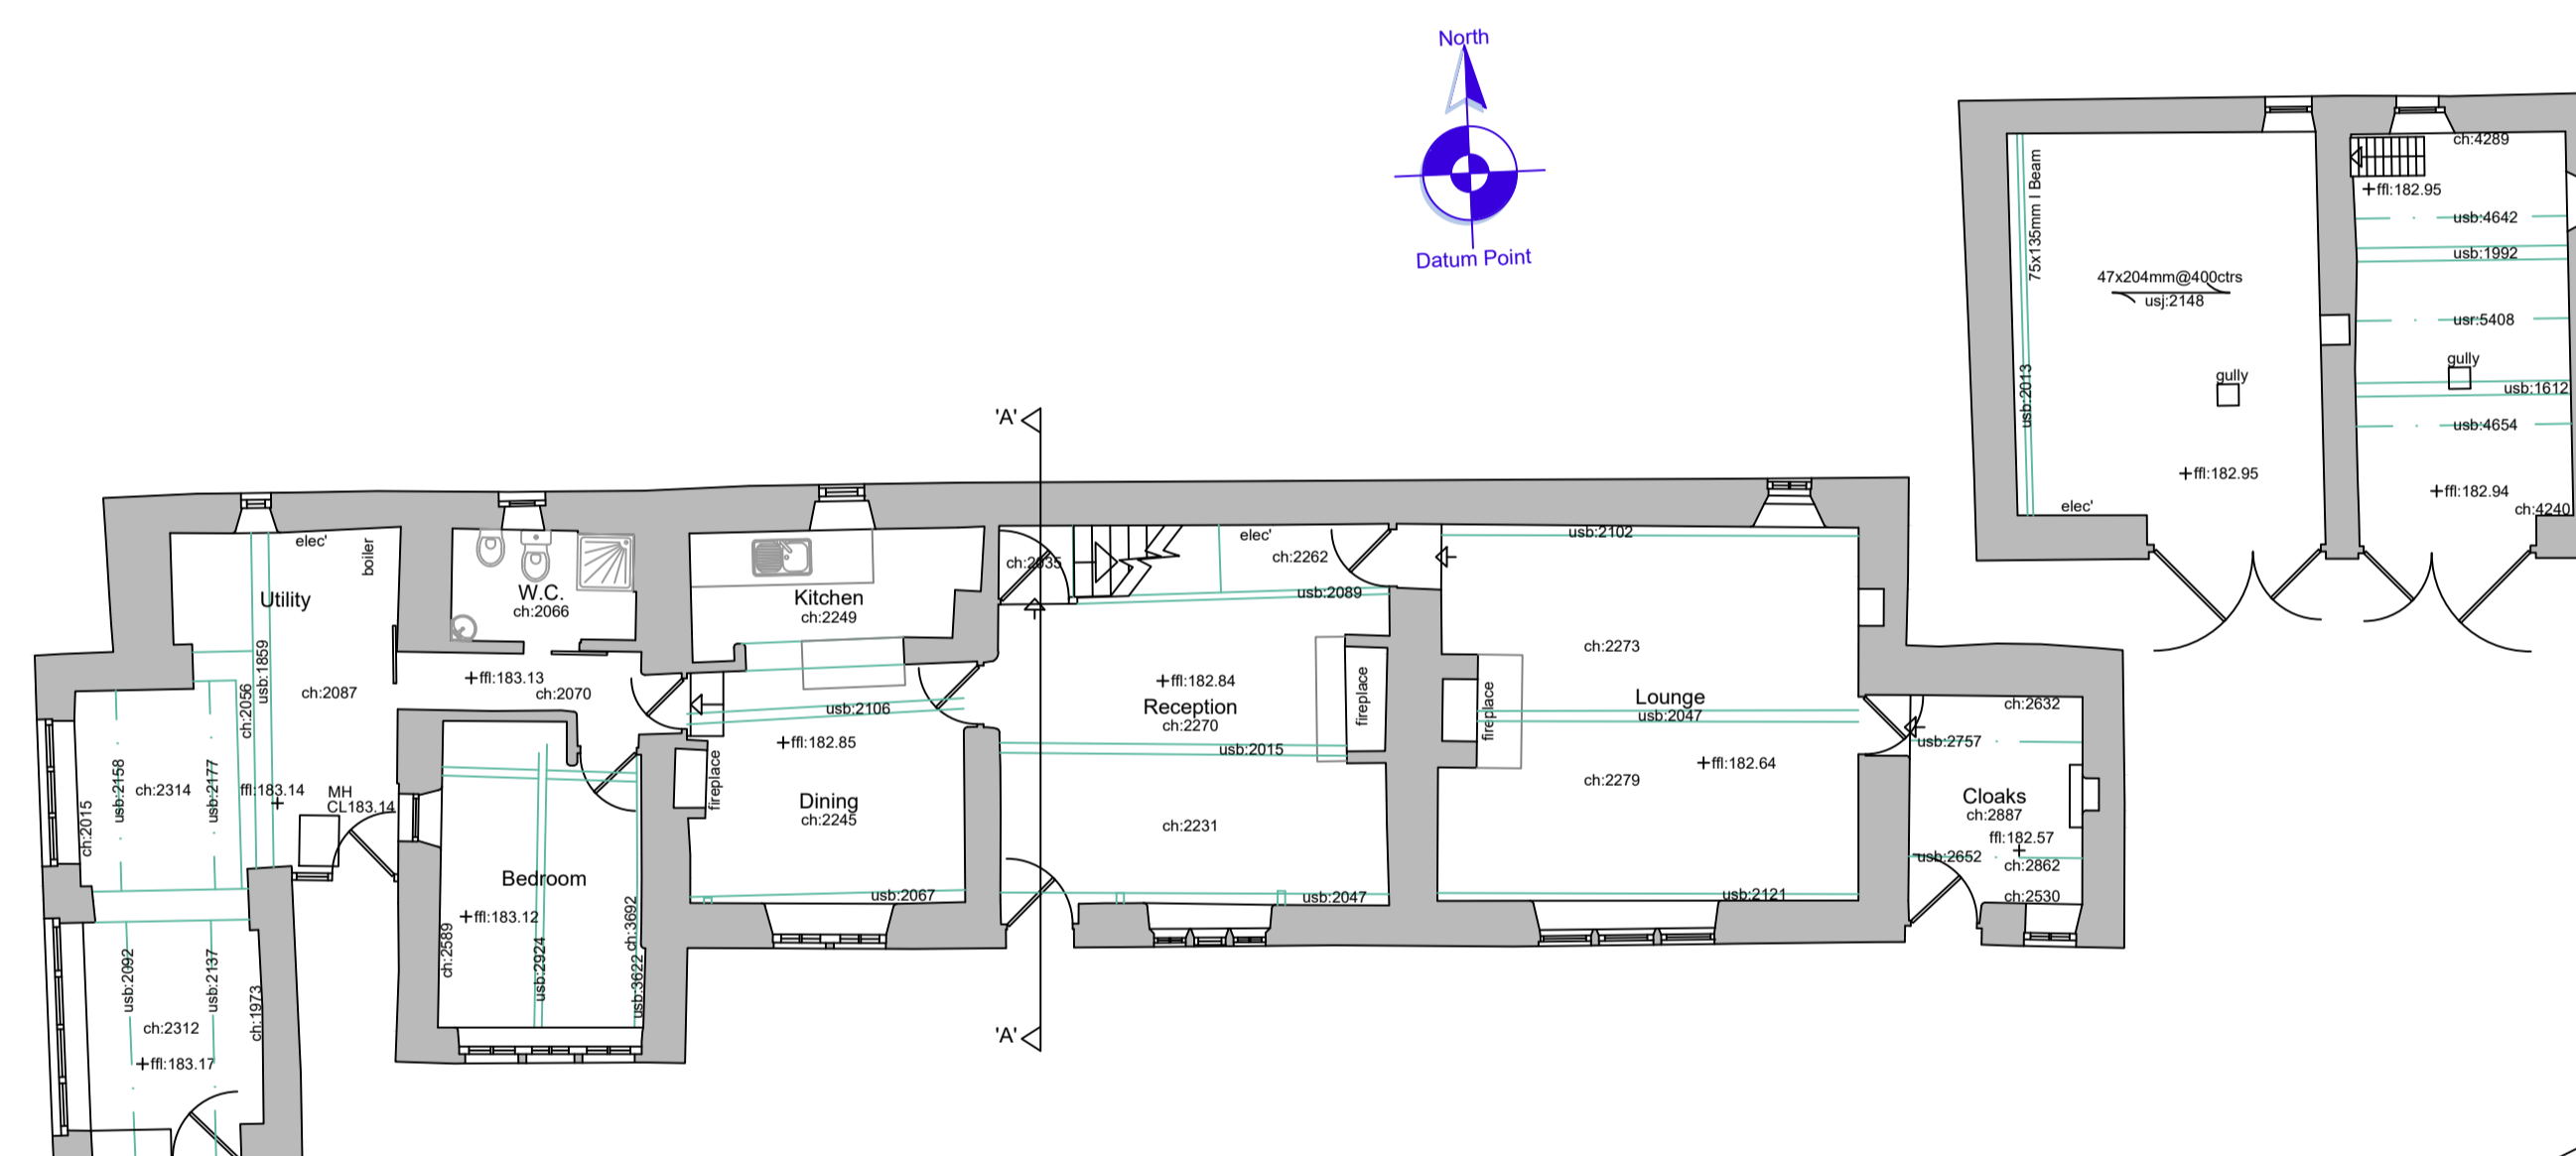 North
Datum Point
75x135mm I Beam
usb:2013
47x204mm@400ctrs
usj:2148
gully
ffl:182.95
elec'
ch:4289
ffl:182.95
usb:4642
usb:1992
usr:5408
gully
usb:1612
usb:4654
ffl:182.94
ch:4240
'A'
elec'
boiler
Utility
usb:1859
ch:2056
ch:2087
usb:2158
usb:2177
ch:2314
ch:2015
ffl:183.14
MH
CL183.14
usb:2092
usb:2137
ch:1973
ch:2312
ffl:183.17
W.C.
ch:2066
ffl:183.13
ch:2070
Bedroom
ffl:183.12
ch:2589
usb:2924
ch:3692
usb:3622
Kitchen
ch:2249
usb:2106
ffl:182.85
fireplace
Dining
ch:2245
usb:2067
ch:2035
elec'
ch:2262
usb:2089
ffl:182.84
Reception
ch:2270
fireplace
usb:2015
ch:2231
usb:2047
usb:2102
ch:2273
fireplace
Lounge
usb:2047
ffl:182.64
ch:2279
usb:2121
ch:2632
usb:2757
Cloaks
ch:2887
ffl:182.57
usb:2652
ch:2862
ch:2530
'A'